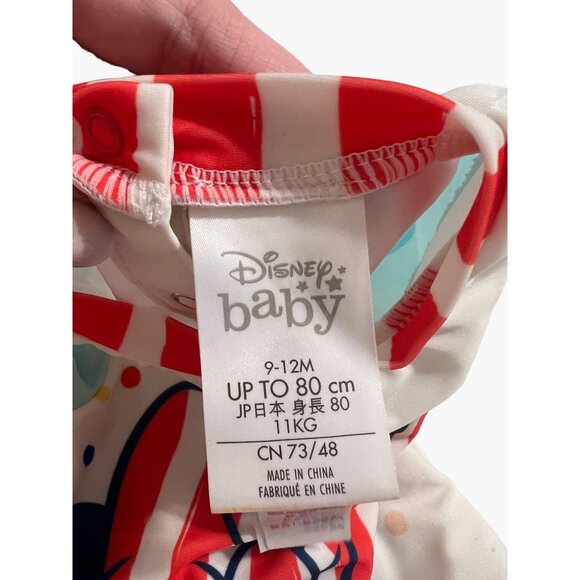 Disney
baby
9-12M
UP TO 80 cm
JP日本 身長 80
11KG
CN 73/48
MADE IN CHINA
FABRIQUÉ EN CHINE